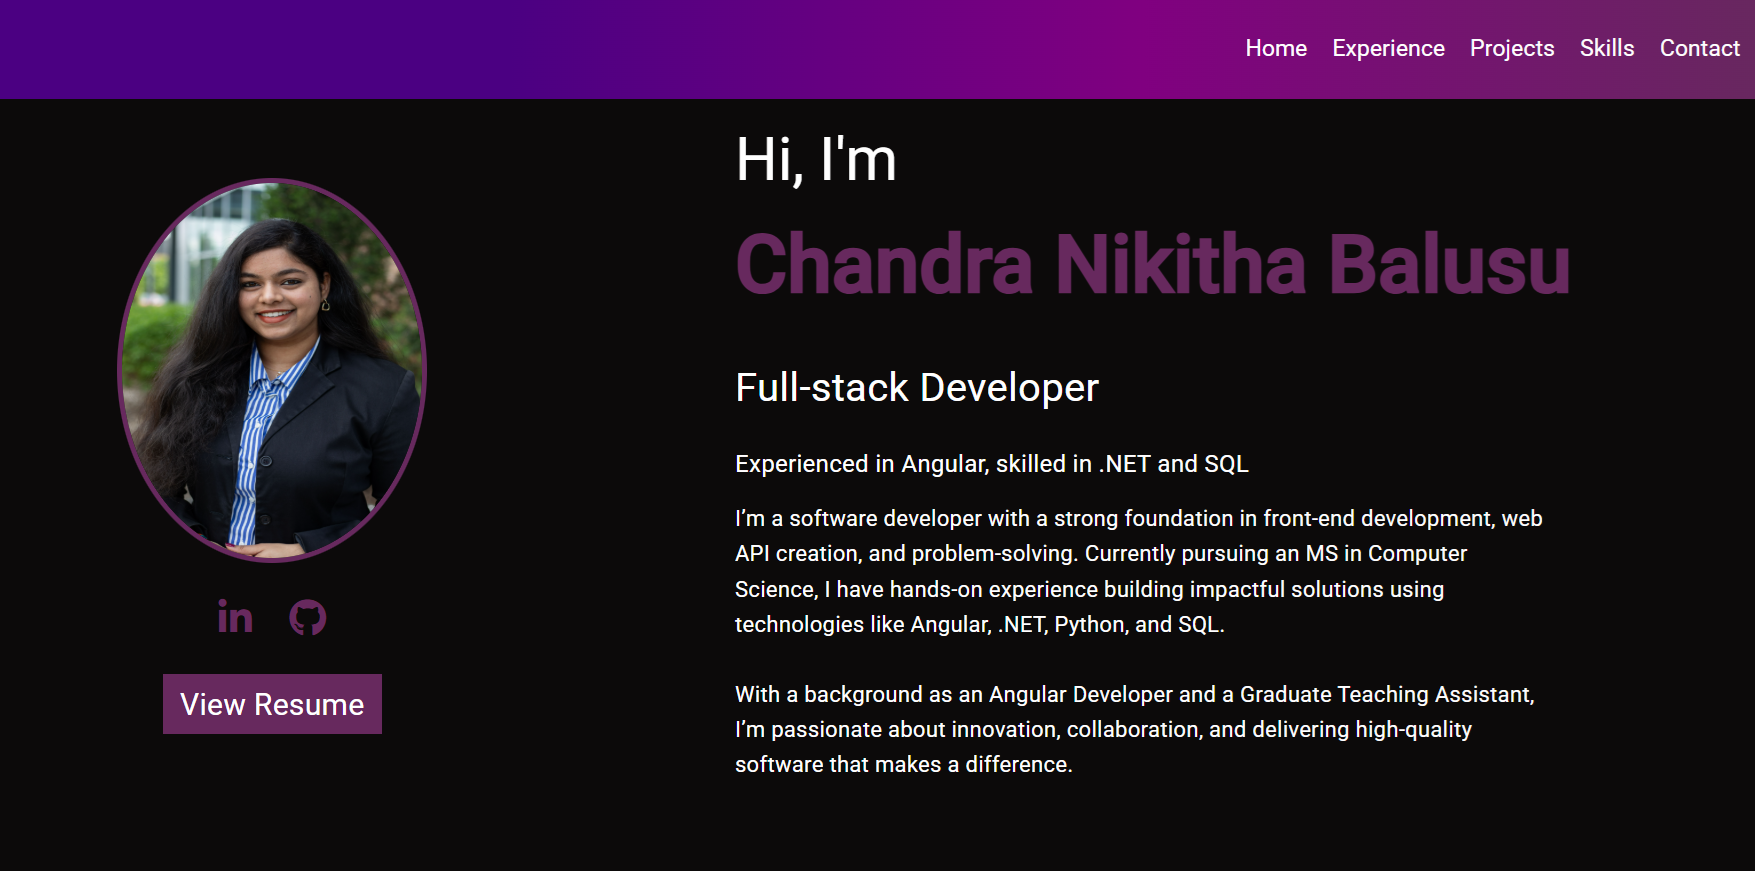 Home Experience Projects Skills Contact
Hi, I'm
Chandra Nikitha Balusu
Full-stack Developer
Experienced in Angular, skilled in .NET and SQL
I’m a software developer with a strong foundation in front-end development, web
API creation, and problem-solving. Currently pursuing an MS in Computer
Science, I have hands-on experience building impactful solutions using
technologies like Angular, .NET, Python, and SQL.
With a background as an Angular Developer and a Graduate Teaching Assistant,
I’m passionate about innovation, collaboration, and delivering high-quality
software that makes a difference.
in
View Resume